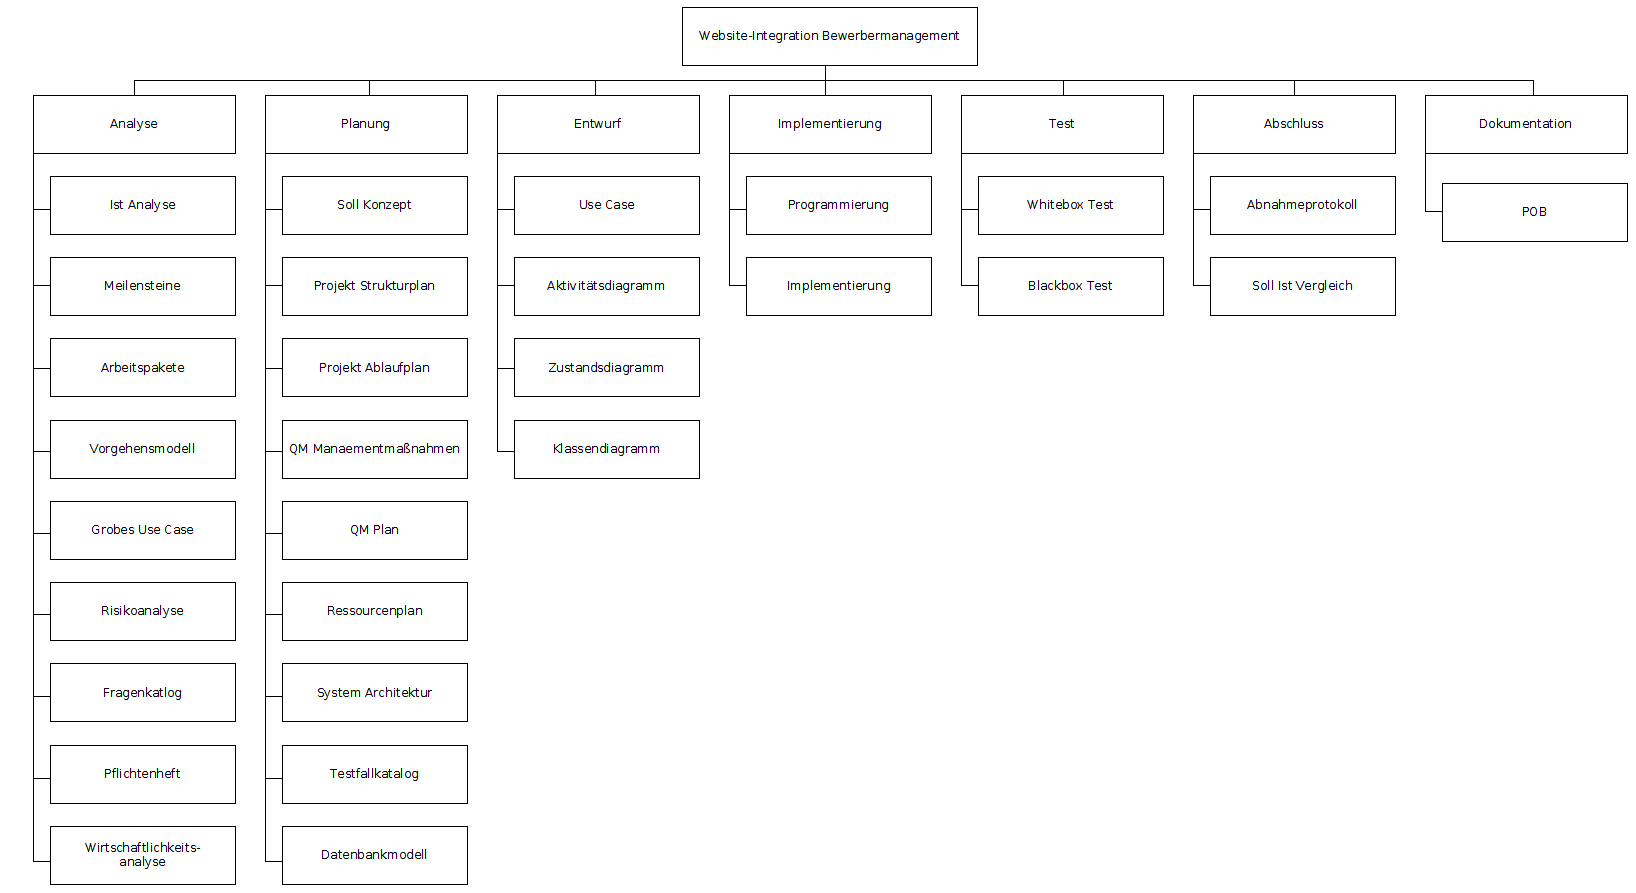 Website-Integration Bewerbermanagement
Analyse
Planung
Entwurf
Implementierung
Test
Abschluss
Dokumentation
Ist Analyse
Meilensteine
Arbeitspakete
Vorgehensmodell
Grobes Use Case
Risikoanalyse
Fragenkatlog
Pflichtenheft
Wirtschaftlichkeits-
analyse
Soll Konzept
Projekt Strukturplan
Projekt Ablaufplan
QM Manaementmaßnahmen
QM Plan
Ressourcenplan
System Architektur
Testfallkatalog
Datenbankmodell
Use Case
Aktivitätsdiagramm
Zustandsdiagramm
Klassendiagramm
Programmierung
Implementierung
Whitebox Test
Blackbox Test
Abnahmeprotokoll
Soll Ist Vergleich
POB